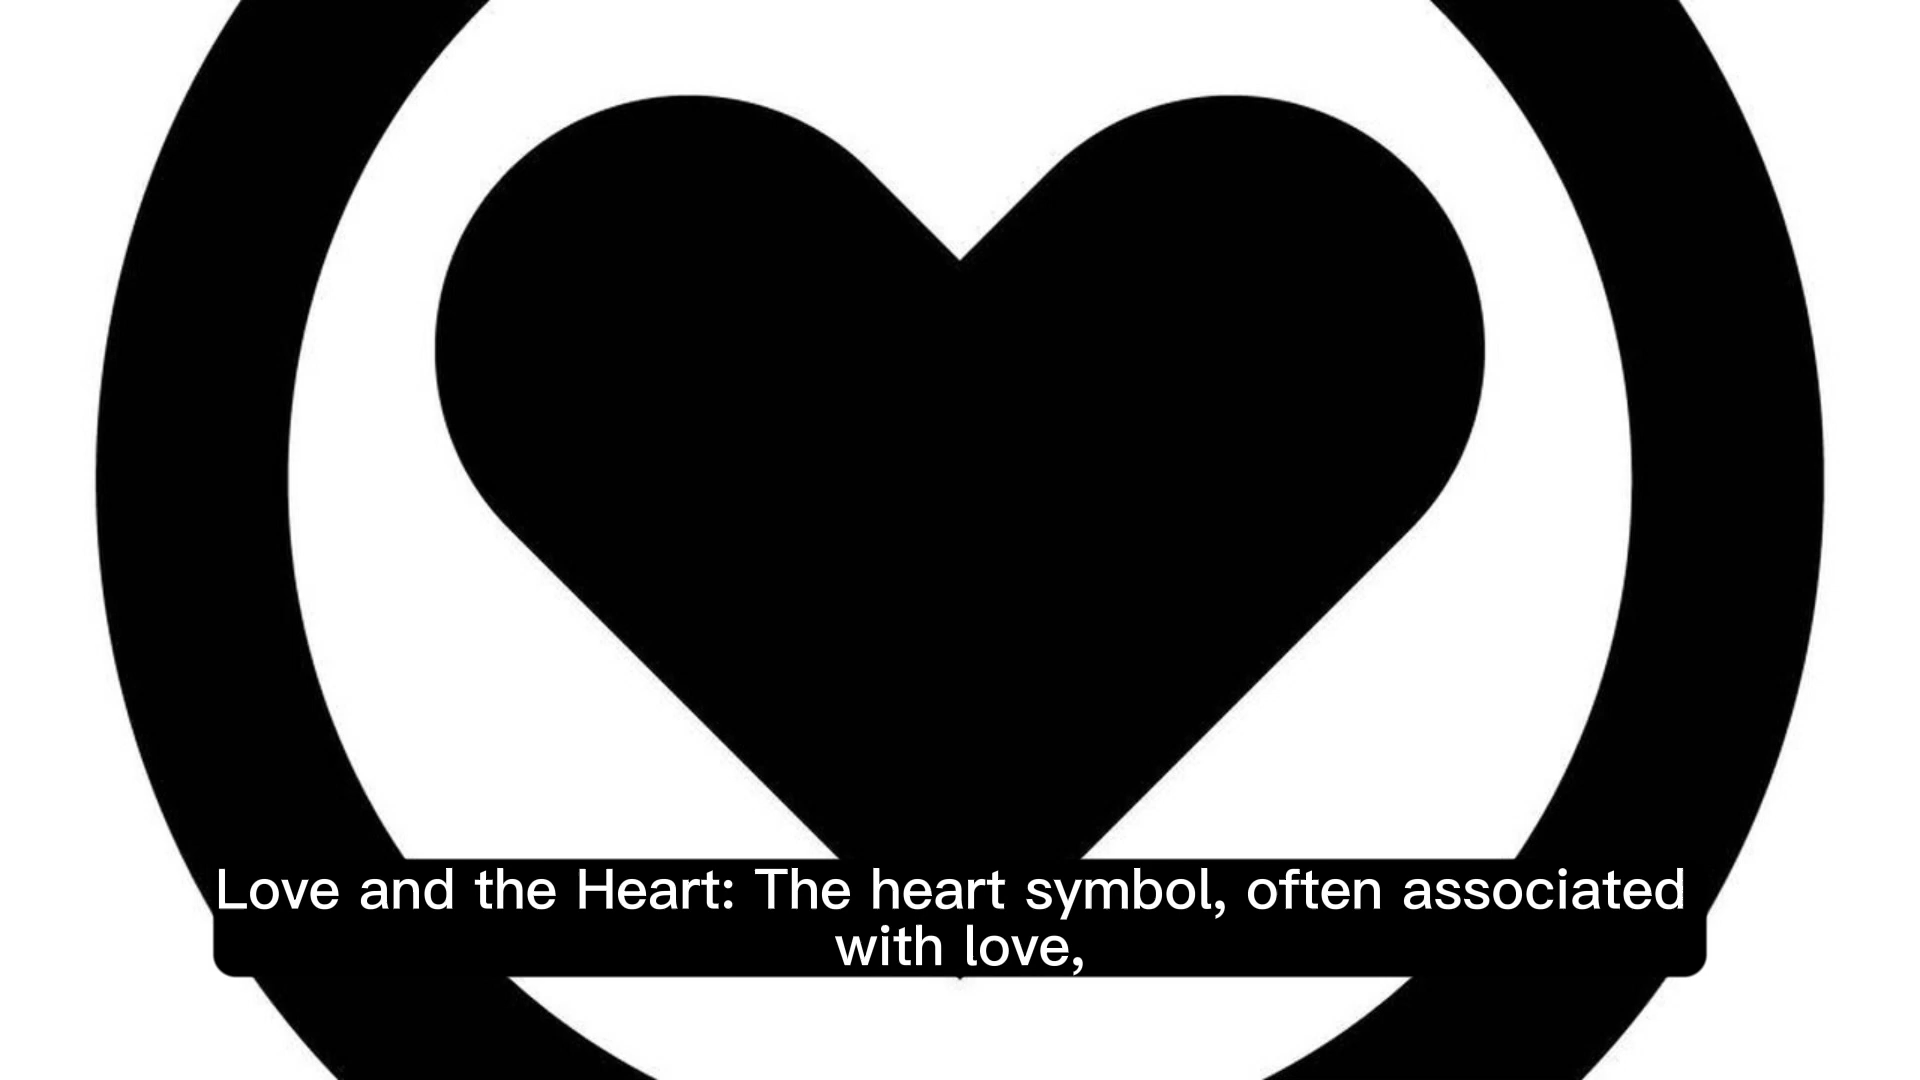 Love and the Heart: The heart symbol, often associated
with love,